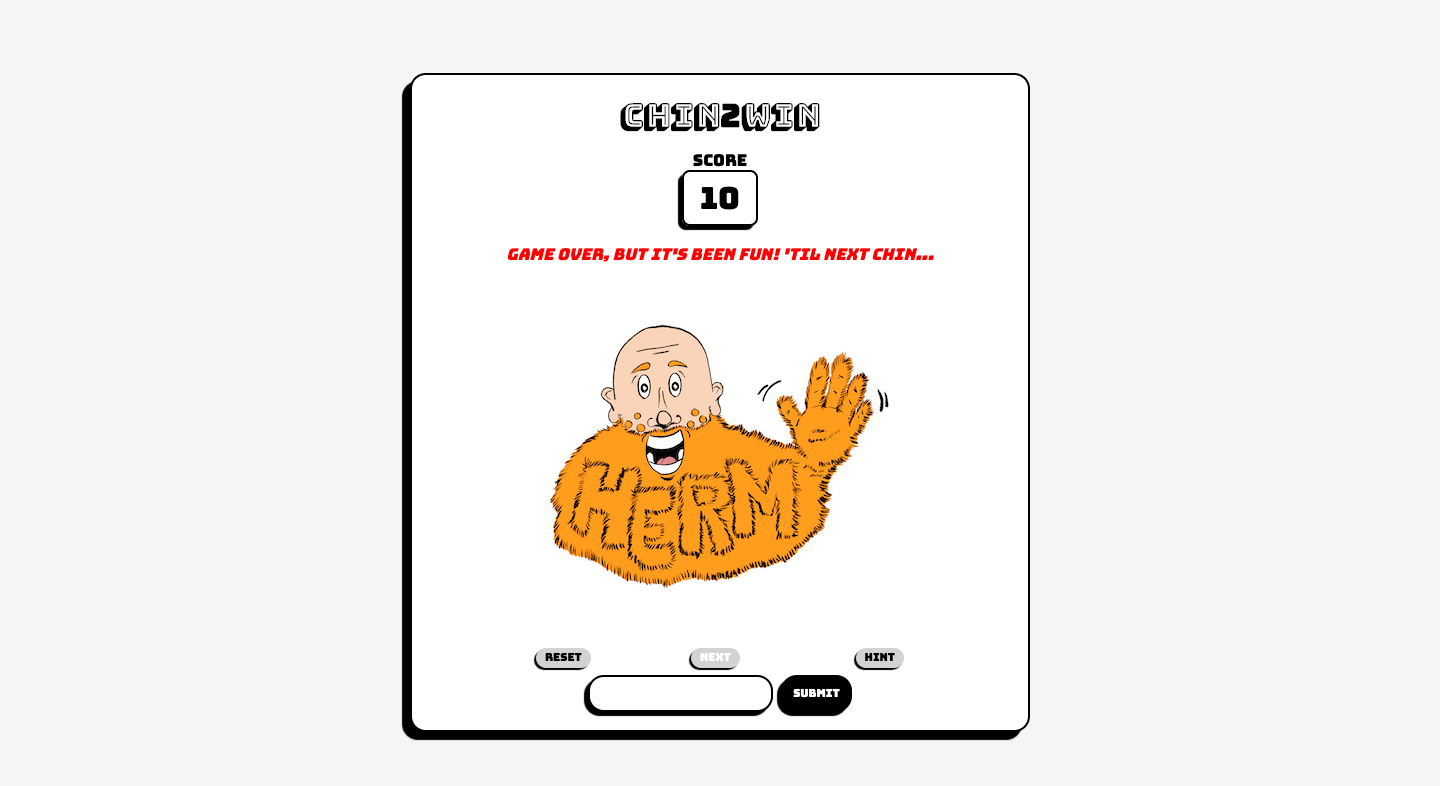 CHIN2WIN
SCORE
10
GAME OVER, BUT IT'S BEEN FUN! 'TIL NEXT CHIN...
HERM
RESET
NEXT
HINT
SUBMIT